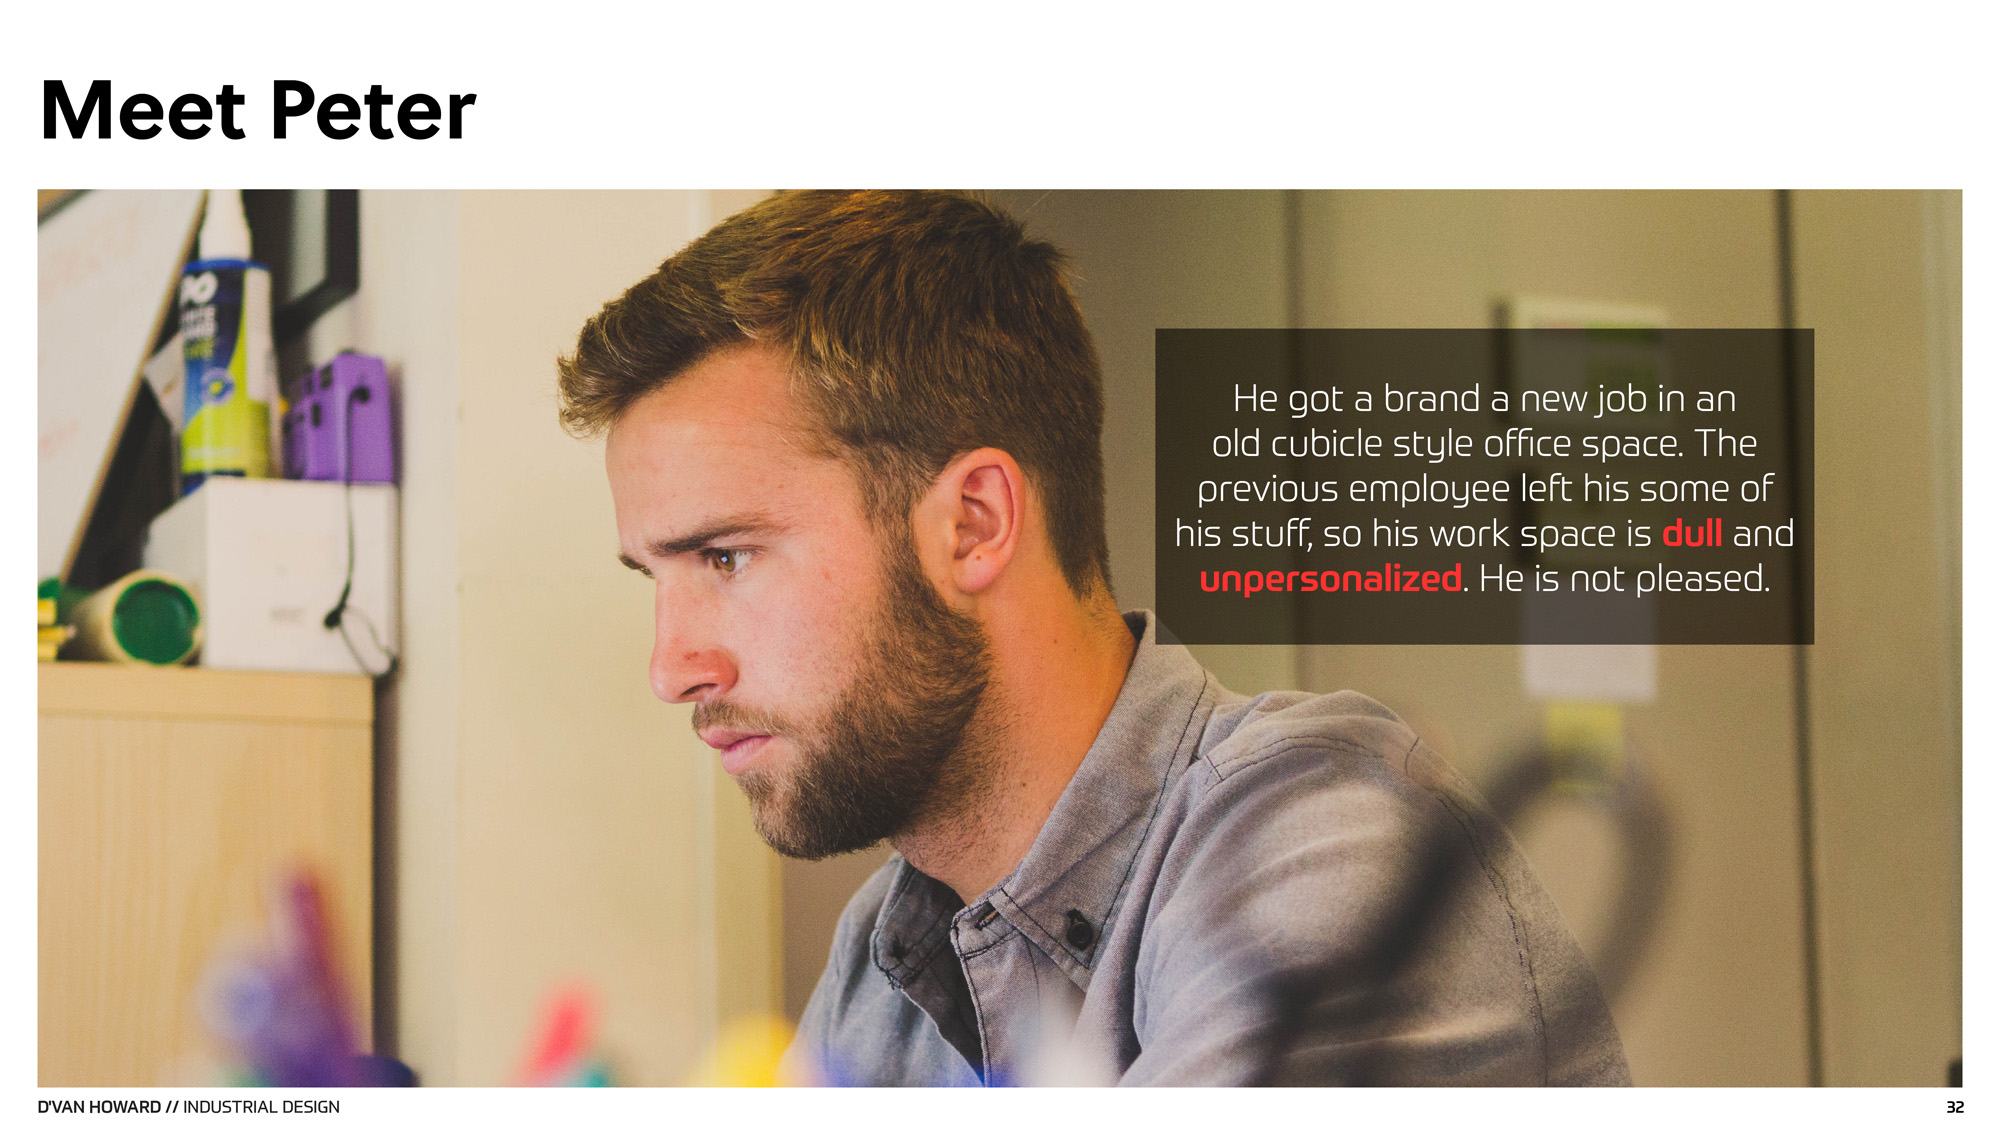 Meet Peter
He got a brand a new job in an
old cubicle style office space. The
previous employee left his some of
his stuff, so his work space is dull and
unpersonalized. He is not pleased.
D'VAN HOWARD // INDUSTRIAL DESIGN
32